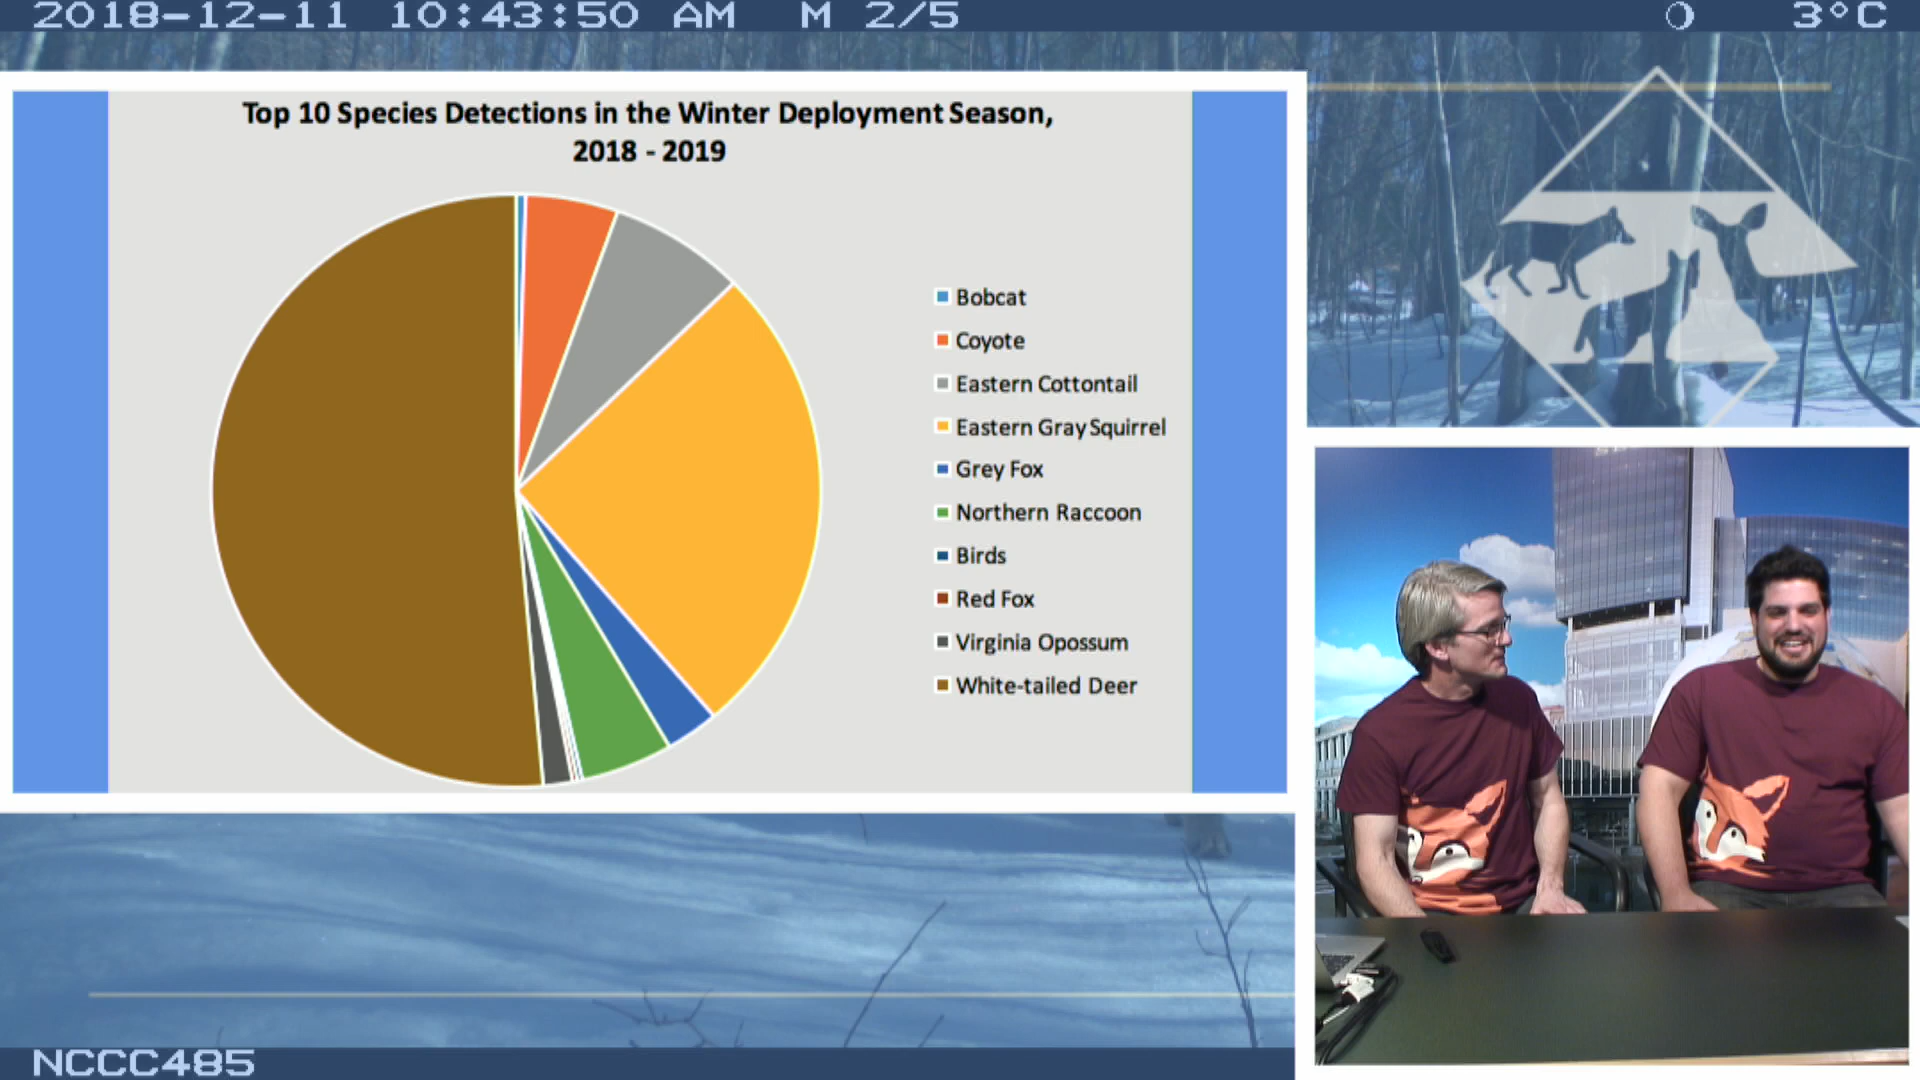 2018-12-11 10:43:50 AM M 2/5 3°C
Top 10 Species Detections in the Winter Deployment Season,
2018 - 2019
Bobcat
Coyote
Eastern Cottontail
Eastern Gray Squirrel
Grey Fox
Northern Raccoon
Birds
Red Fox
Virginia Opossum
White-tailed Deer
NCCC485